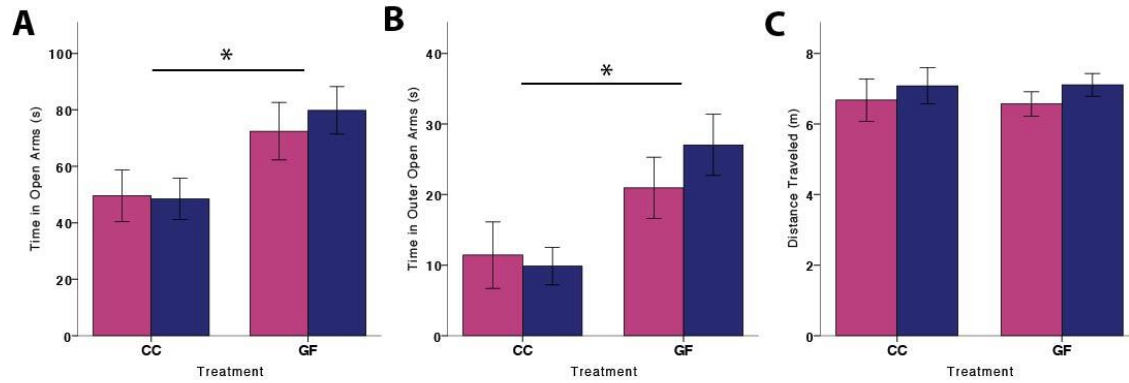 A
Time in Open Arms (s)
100
80
60
40
20
0
*
CC GF
Treatment
B
Time in Outer Open Arms (s)
40
30
20
10
0
*
CC GF
Treatment
C
Distance Traveled (m)
8
6
4
2
0
CC GF
Treatment